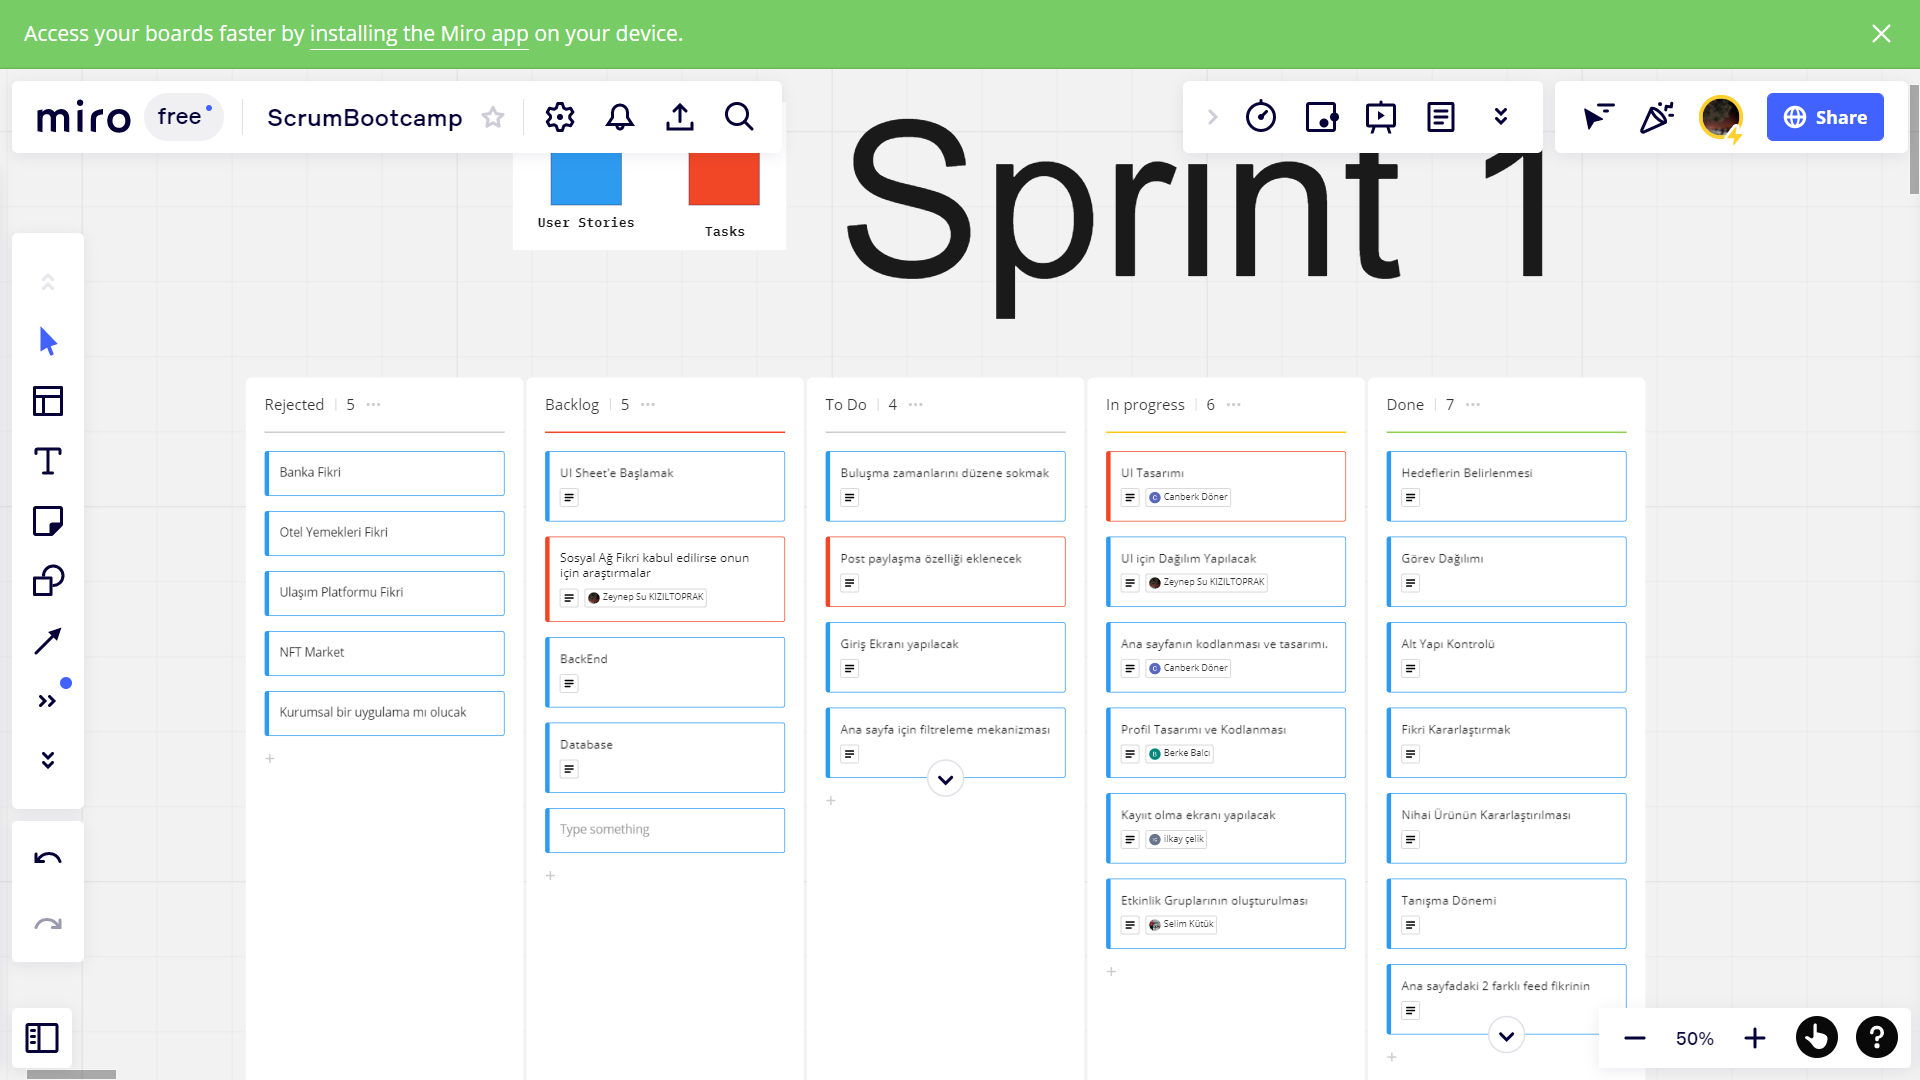 Access your boards faster by installing the Miro app on your device.
miro free ScrumBootcamp
Share
User Stories
Tasks
Sprint 1
Rejected 5
Banka Fikri
Otel Yemekleri Fikri
Ulaşım Platformu Fikri
NFT Market
Kurumsal bir uygulama mı olucak
Backlog 5
UI Sheet'e Başlamak
Sosyal Ağ Fikri kabul edilirse onun
için araştırmalar
Zeynep Su KIZILTOPRAK
BackEnd
Database
Type something
To Do 4
Buluşma zamanlarını düzene sokmak
Post paylaşma özelliği eklenecek
Giriş Ekranı yapılacak
Ana sayfa için filtreleme mekanizması
In progress 6
UI Tasarımı
C Canberk Döner
UI için Dağılım Yapılacak
Zeynep Su KIZILTOPRAK
Ana sayfanın kodlanması ve tasarımı.
C Canberk Döner
Profil Tasarımı ve Kodlanması
B Berke Balcı
Kayııt olma ekranı yapılacak
ilkay çelik
Etkinlik Gruplarının oluşturulması
Selim Kütük
Done 7
Hedeflerin Belirlenmesi
Görev Dağılımı
Alt Yapı Kontrolü
Fikri Kararlaştırmak
Nihai Ürünün Kararlaştırılması
Tanışma Dönemi
Ana sayfadaki 2 farklı feed fikrinin
50%